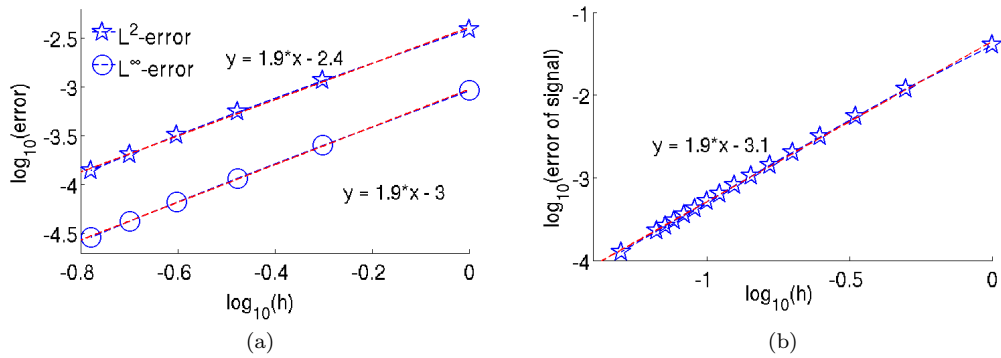 L²-error
L∞-error
y = 1.9*x - 2.4
y = 1.9*x - 3
-2.5
-3
-3.5
-4
-4.5
log₁₀(error)
-0.8
-0.6
-0.4
-0.2
0
log₁₀(h)
(a)
y = 1.9*x - 3.1
-1
-2
-3
-4
log₁₀(error of signal)
-1
-0.5
0
log₁₀(h)
(b)